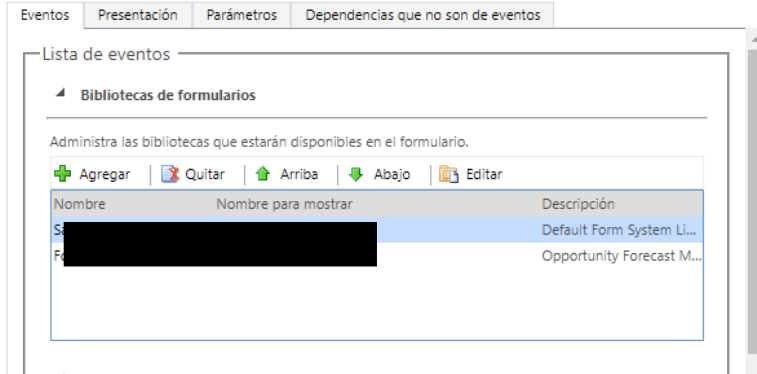 Eventos Presentación Parámetros Dependencias que no son de eventos
Lista de eventos
Bibliotecas de formularios
Administra las bibliotecas que estarán disponibles en el formulario.
Agregar Quitar Arriba Abajo Editar
Nombre Nombre para mostrar Descripción
Default Form System Li...
Opportunity Forecast M...